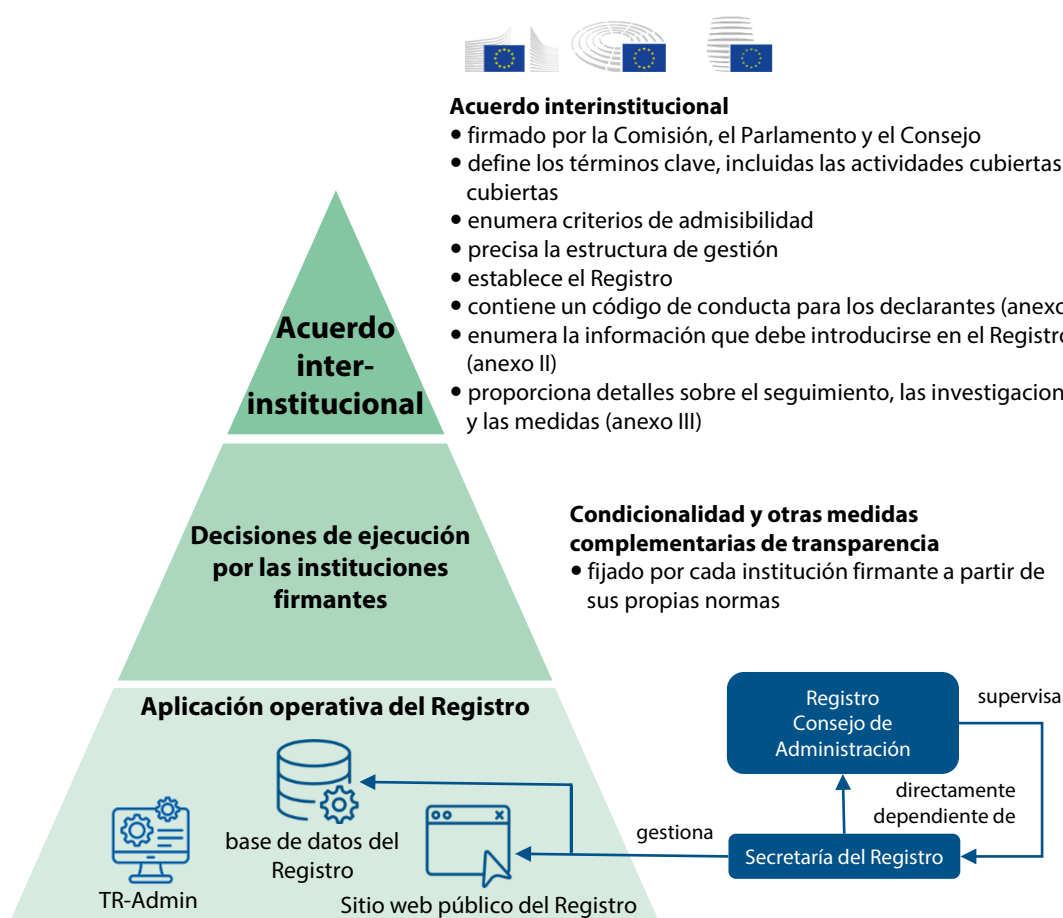 Acuerdo interinstitucional
• firmado por la Comisión, el Parlamento y el Consejo
• define los términos clave, incluidas las actividades cubiertas
cubiertas
• enumera criterios de admisibilidad
• precisa la estructura de gestión
• establece el Registro
• contiene un código de conducta para los declarantes (anexo
• enumera la información que debe introducirse en el Registro
(anexo II)
• proporciona detalles sobre el seguimiento, las investigacion
y las medidas (anexo III)
Acuerdo
inter-
institucional
Decisiones de ejecución
por las instituciones
firmantes
Condicionalidad y otras medidas
complementarias de transparencia
• fijado por cada institución firmante a partir de
sus propias normas
Aplicación operativa del Registro
TR-Admin
base de datos del
Registro
Sitio web público del Registro
gestiona
Registro
Consejo de
Administración
supervisa
directamente
dependiente de
Secretaría del Registro